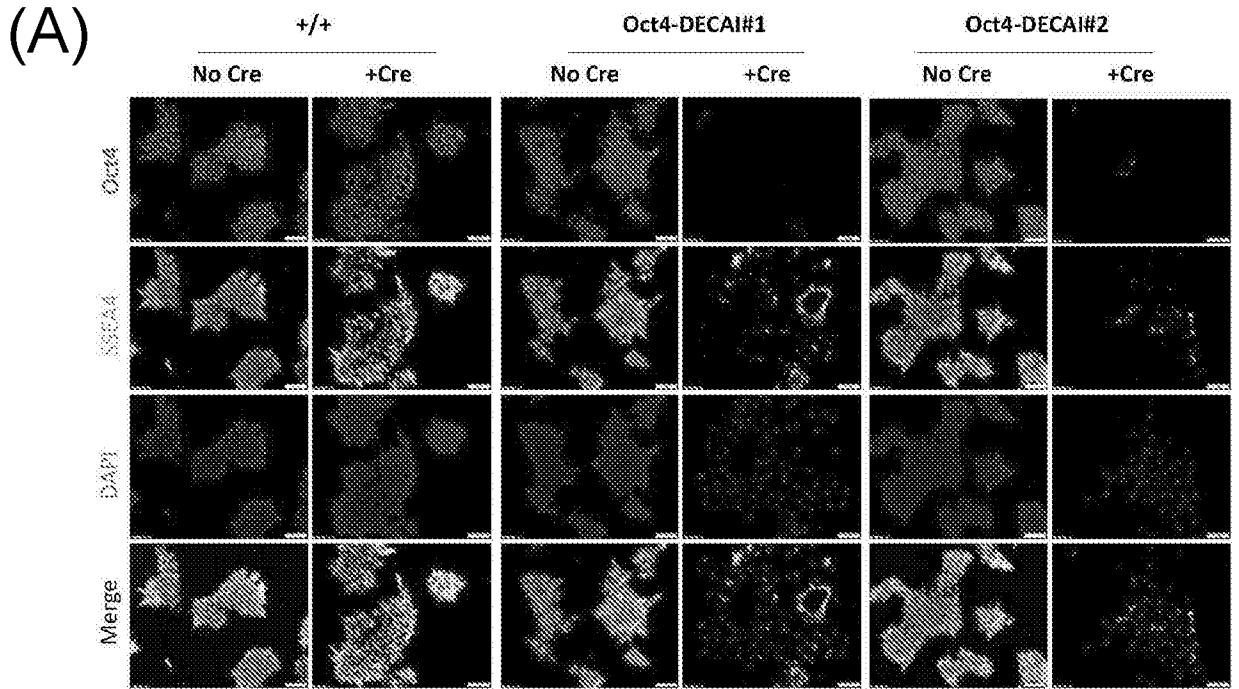 (A)
+/+ Oct4-DECAI#1 Oct4-DECAI#2
No Cre +Cre No Cre +Cre No Cre +Cre
Oct4
SSEA4
DAPI
Merge